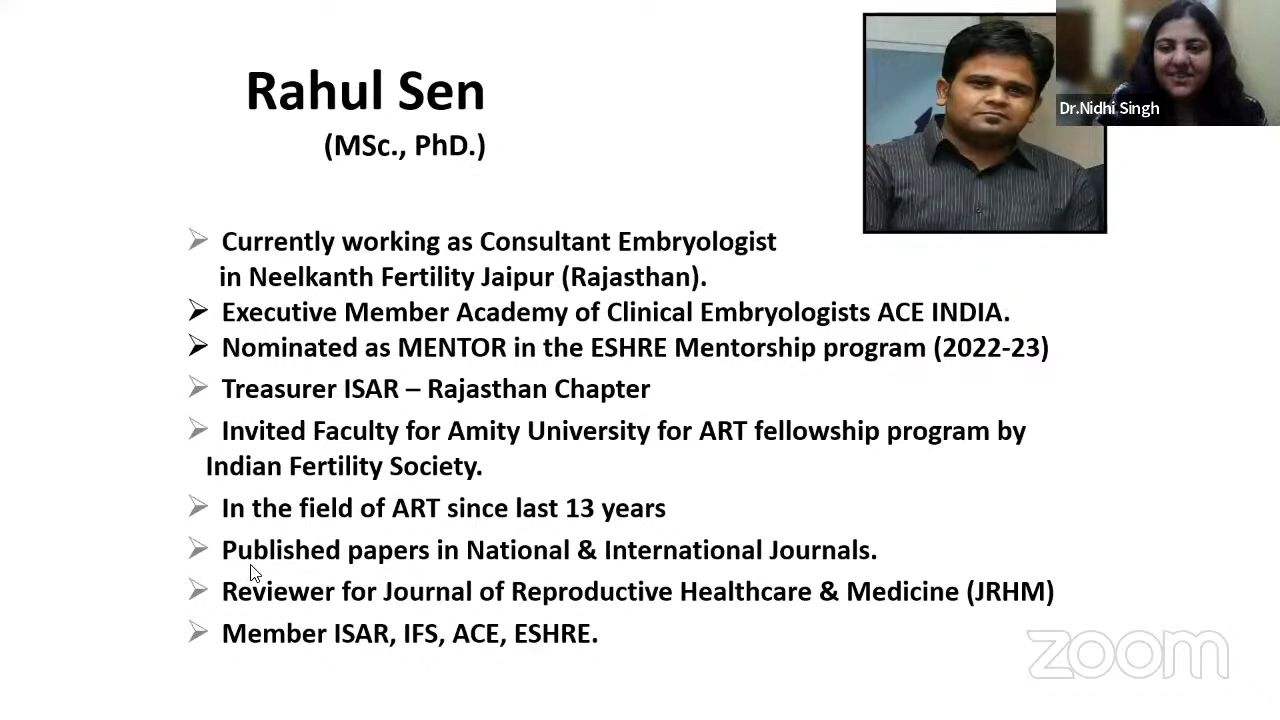 Rahul Sen
(MSc., PhD.)
Dr.Nidhi Singh
Currently working as Consultant Embryologist
in Neelkanth Fertility Jaipur (Rajasthan).
Executive Member Academy of Clinical Embryologists ACE INDIA.
Nominated as MENTOR in the ESHRE Mentorship program (2022-23)
Treasurer ISAR – Rajasthan Chapter
Invited Faculty for Amity University for ART fellowship program by
Indian Fertility Society.
In the field of ART since last 13 years
Published papers in National & International Journals.
Reviewer for Journal of Reproductive Healthcare & Medicine (JRHM)
Member ISAR, IFS, ACE, ESHRE.
zoom